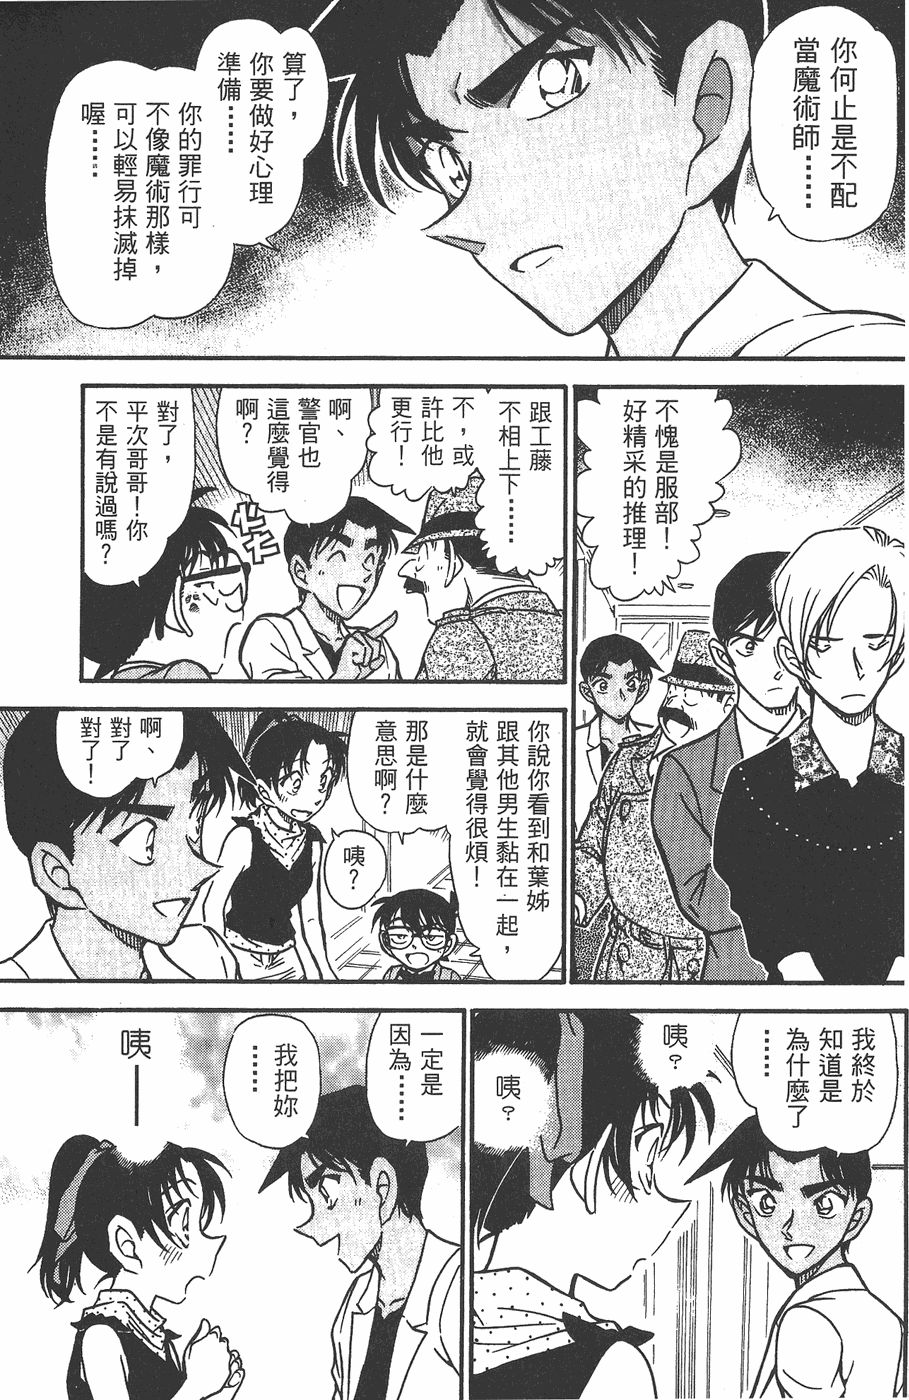 你何止是不配
當魔術師……
算了，
你要做好心理
準備……
你的罪行可
不像魔術那樣，
可以輕易抹滅掉
喔……
不愧是服部！
好精采的推理！
跟工藤
不相上下……
不，或
許比他
更行！
啊、
警官也
這麼覺得
啊？
對了，
平次哥哥！你
不是有說過嗎？
你說你看到和葉姊
跟其他男生黏在一起，
就會覺得很煩！
那是什麼
意思啊？
咦？
啊、
對了
對了！
我終於
知道是
為什麼了
……
咦？
咦？
一定是
因為……
我把妳
……
咦——